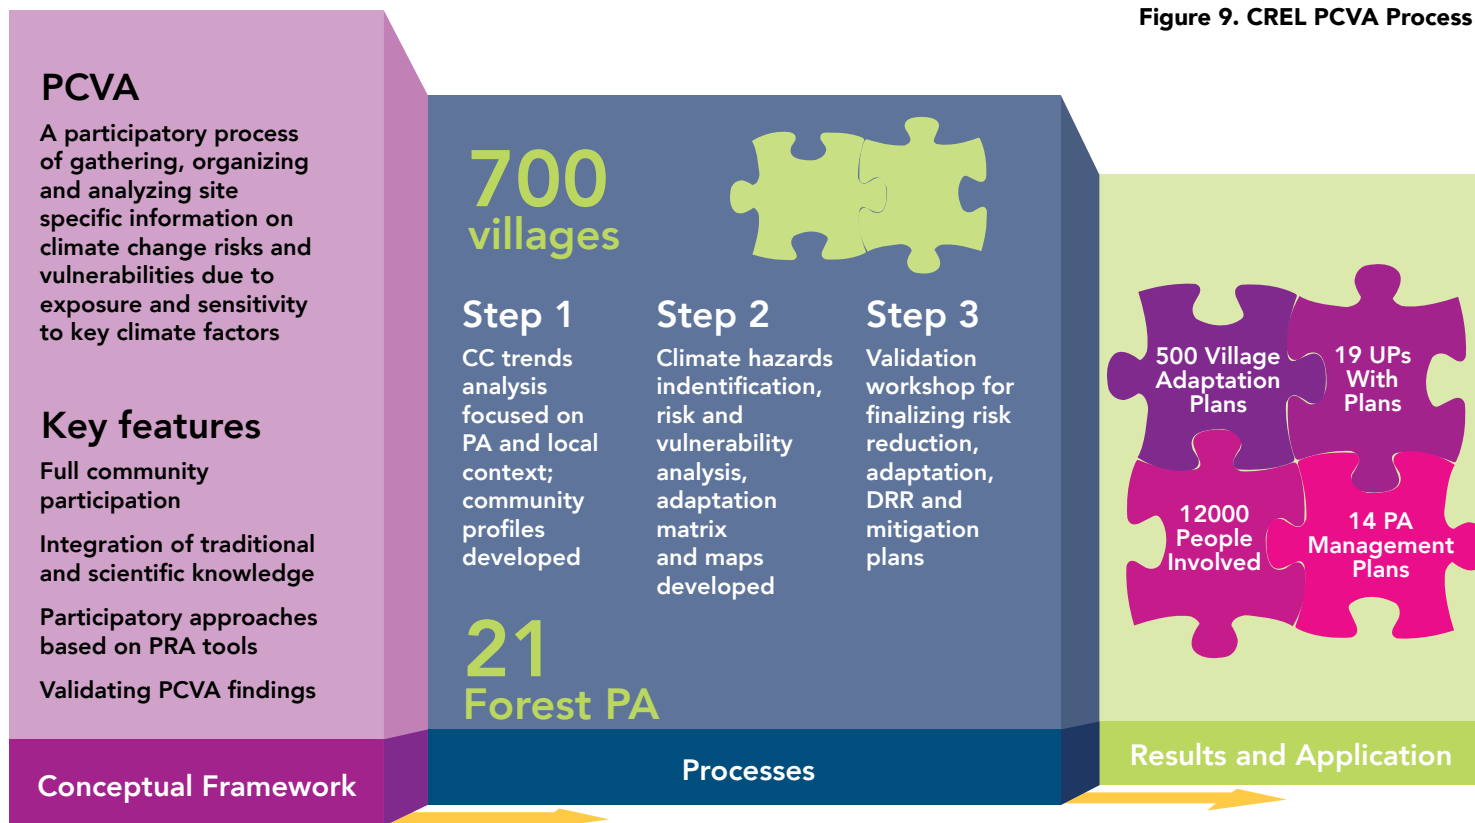 Figure 9. CREL PCVA Process
PCVA
A participatory process
of gathering, organizing
and analyzing site
specific information on
climate change risks and
vulnerabilities due to
exposure and sensitivity
to key climate factors
Key features
Full community
participation
Integration of traditional
and scientific knowledge
Participatory approaches
based on PRA tools
Validating PCVA findings
Conceptual Framework
700
villages
Step 1
CC trends
analysis
focused on
PA and local
context;
community
profiles
developed
Step 2
Climate hazards
indentification,
risk and
vulnerability
analysis,
adaptation
matrix
and maps
developed
Step 3
Validation
workshop for
finalizing risk
reduction,
adaptation,
DRR and
mitigation
plans
21
Forest PA
Processes
500 Village
Adaptation
Plans
19 UPs
With
Plans
12000
People
Involved
14 PA
Management
Plans
Results and Application